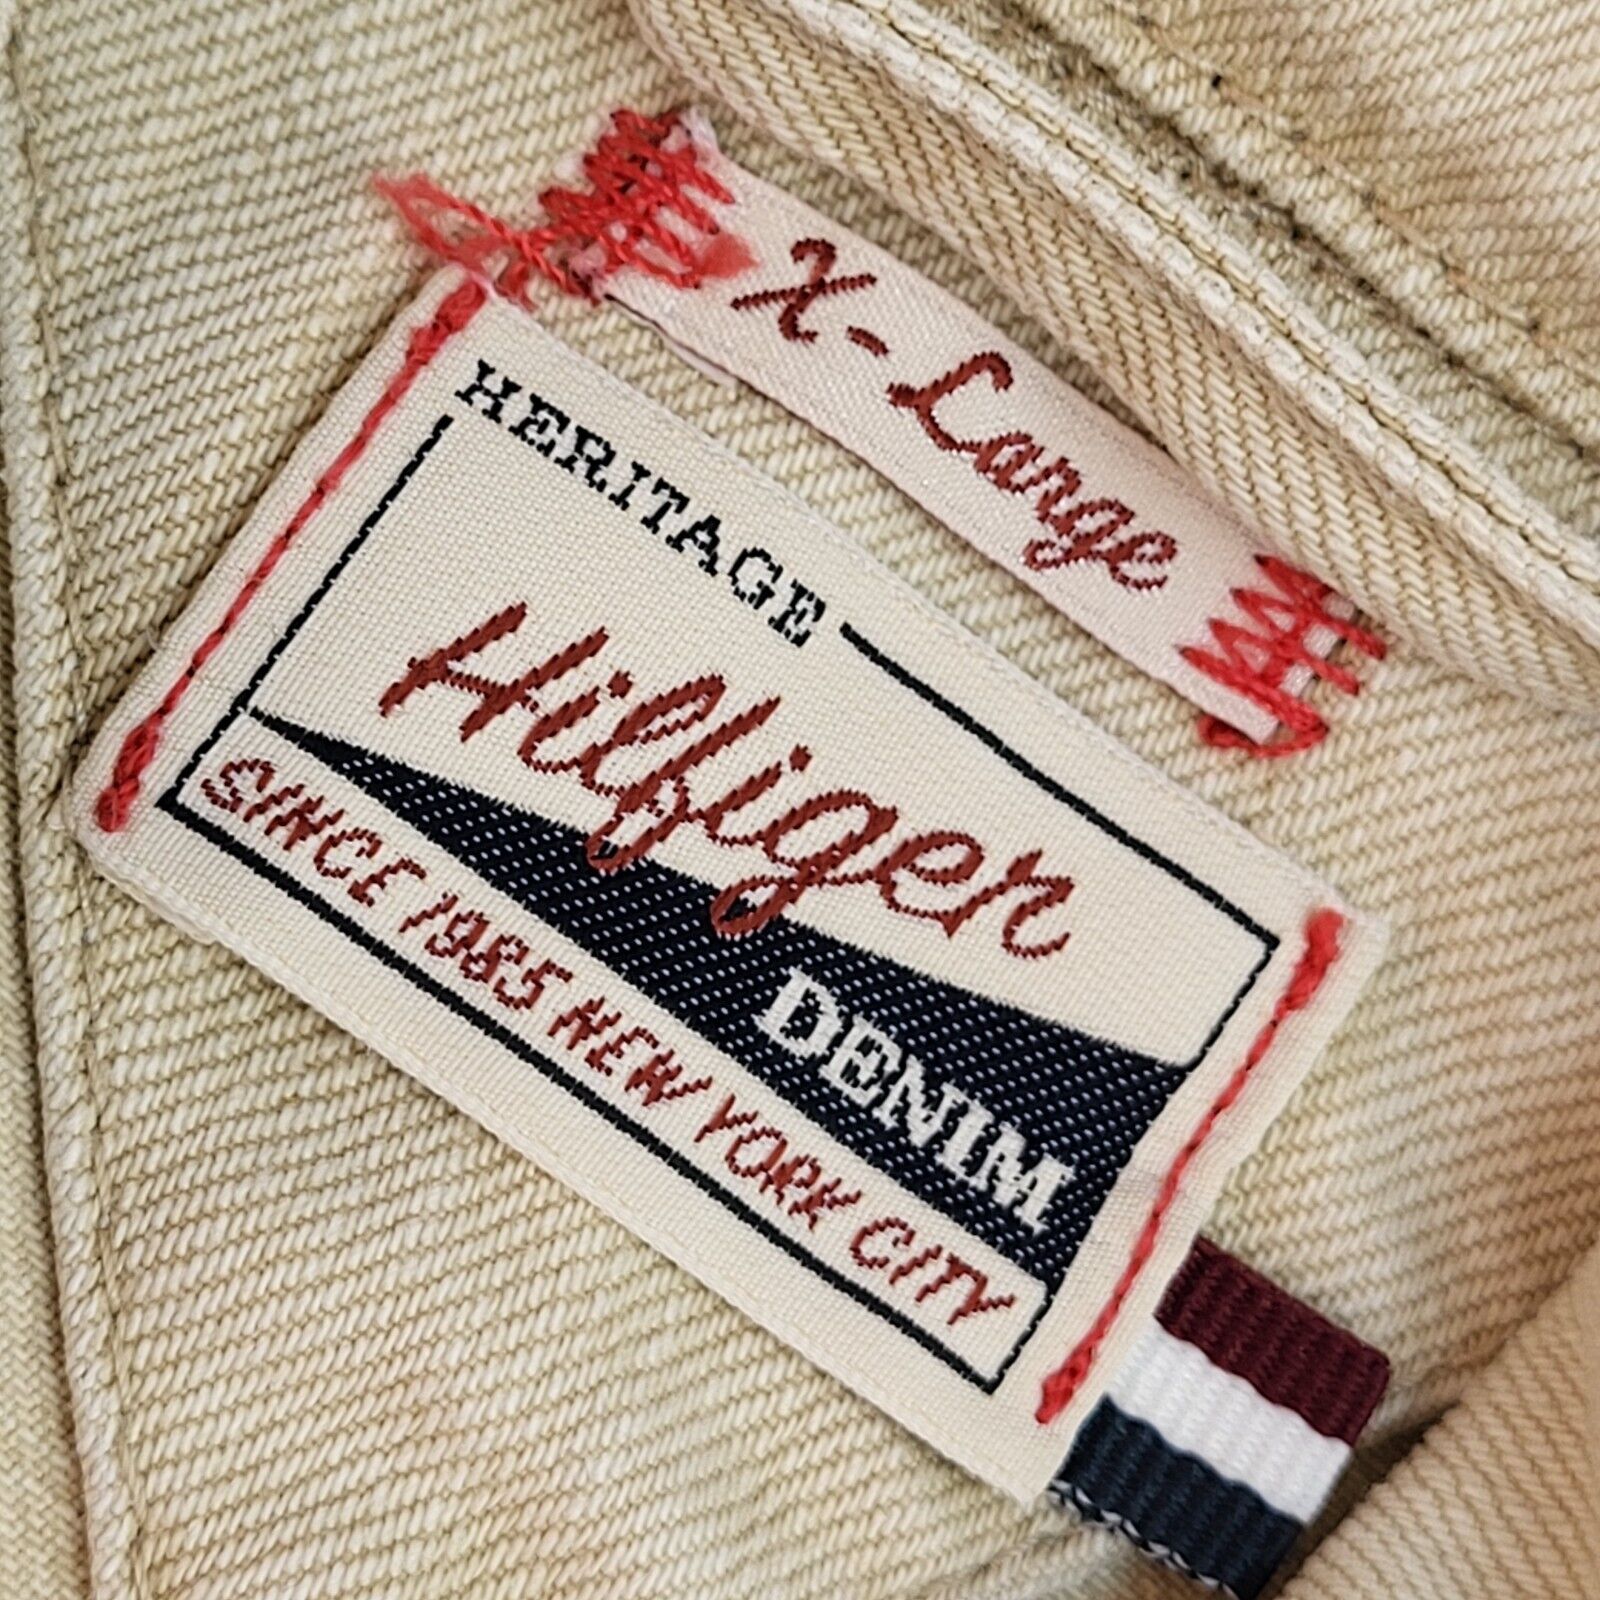 X-Large
HERITAGE
Hilfiger
DENIM
SINCE 1985 NEW YORK CITY